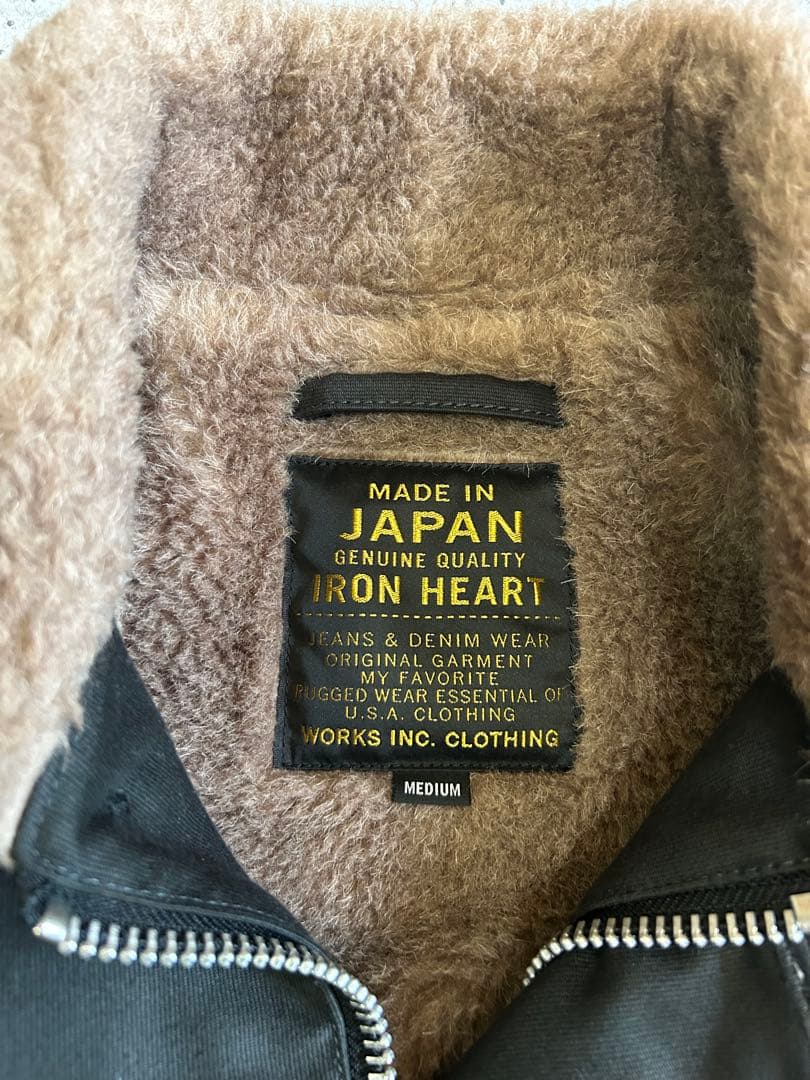 MADE IN
JAPAN
GENUINE QUALITY
IRON HEART
JEANS & DENIM WEAR
ORIGINAL GARMENT
MY FAVORITE
RUGGED WEAR ESSENTIAL OF
U.S.A. CLOTHING
WORKS INC. CLOTHING
MEDIUM